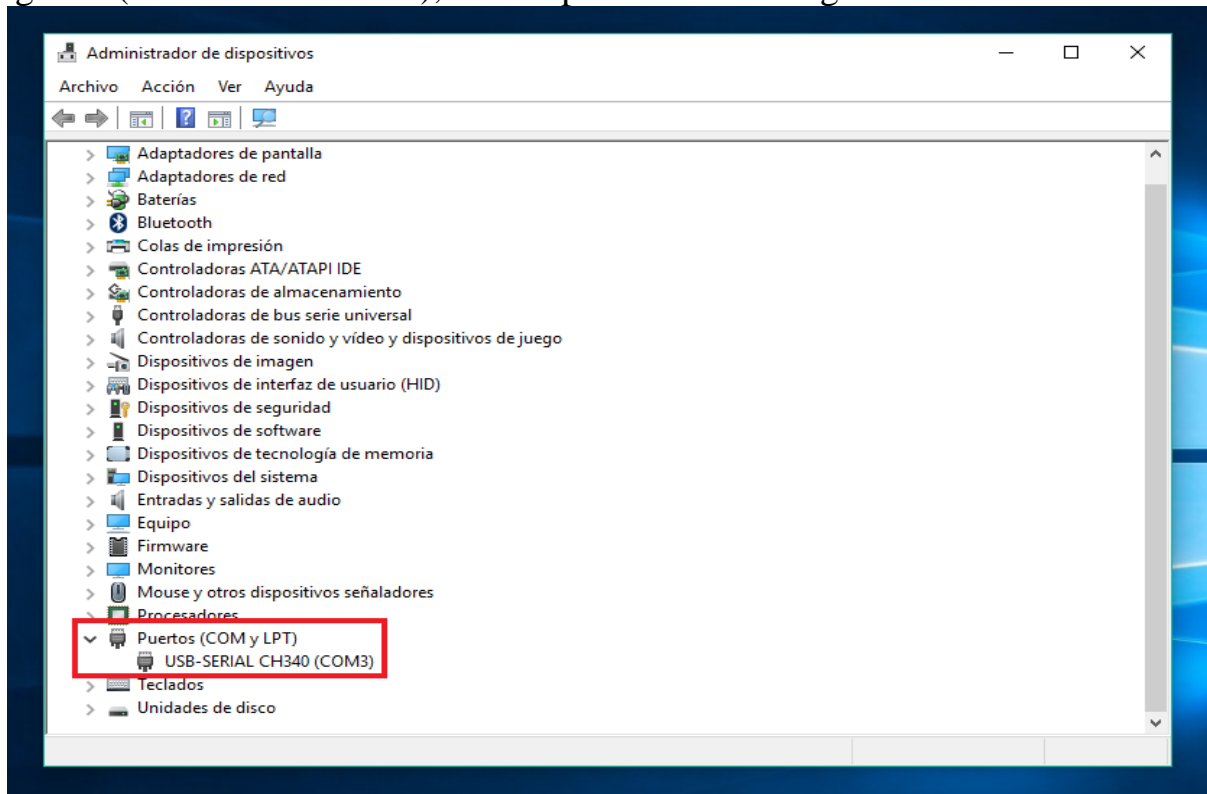 Administrador de dispositivos
Archivo Acción Ver Ayuda
Adaptadores de pantalla
Adaptadores de red
Baterías
Bluetooth
Colas de impresión
Controladoras ATA/ATAPI IDE
Controladoras de almacenamiento
Controladoras de bus serie universal
Controladoras de sonido y vídeo y dispositivos de juego
Dispositivos de imagen
Dispositivos de interfaz de usuario (HID)
Dispositivos de seguridad
Dispositivos de software
Dispositivos de tecnología de memoria
Dispositivos del sistema
Entradas y salidas de audio
Equipo
Firmware
Monitores
Mouse y otros dispositivos señaladores
Procesadores
Puertos (COM y LPT)
USB-SERIAL CH340 (COM3)
Teclados
Unidades de disco